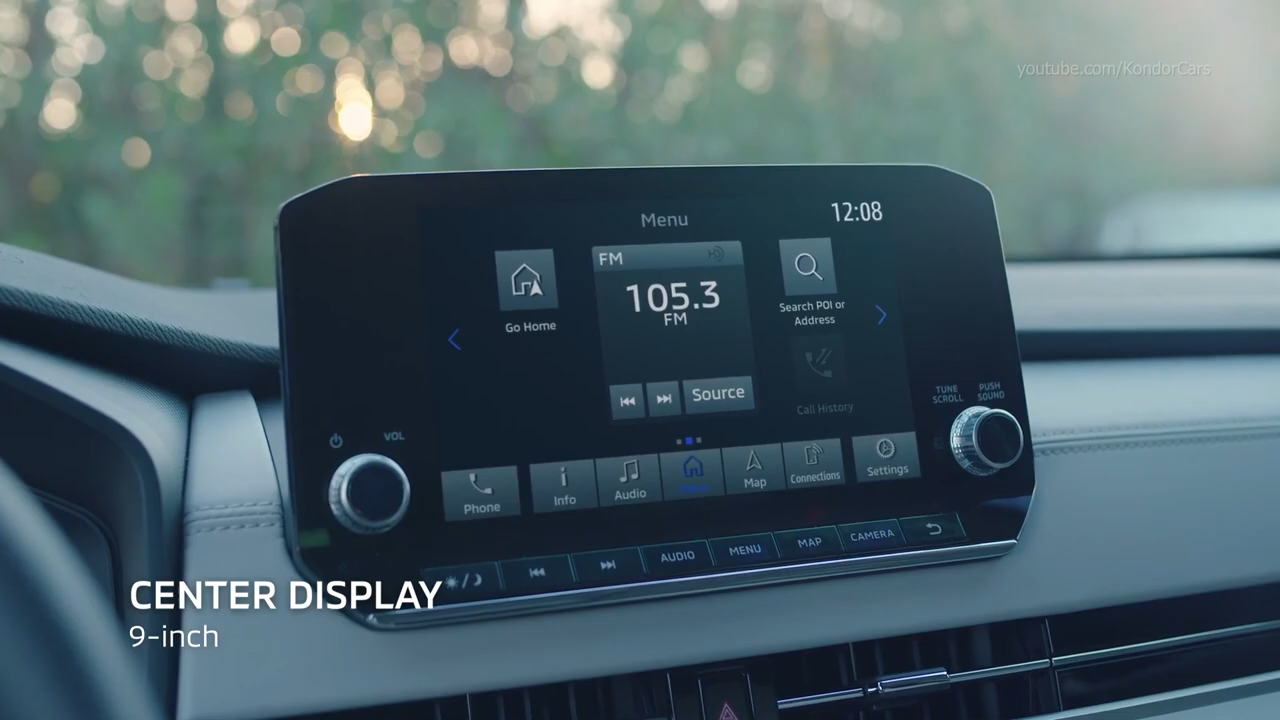 youtube.com/KondorCars
Menu
12:08
FM
105.3
FM
Go Home
Search POI or
Address
Source
Call History
TUNE
SCROLL
PUSH
SOUND
VOL
Phone
Info
Audio
Map
Connections
Settings
AUDIO
MENU
MAP
CAMERA
CENTER DISPLAY
9-inch